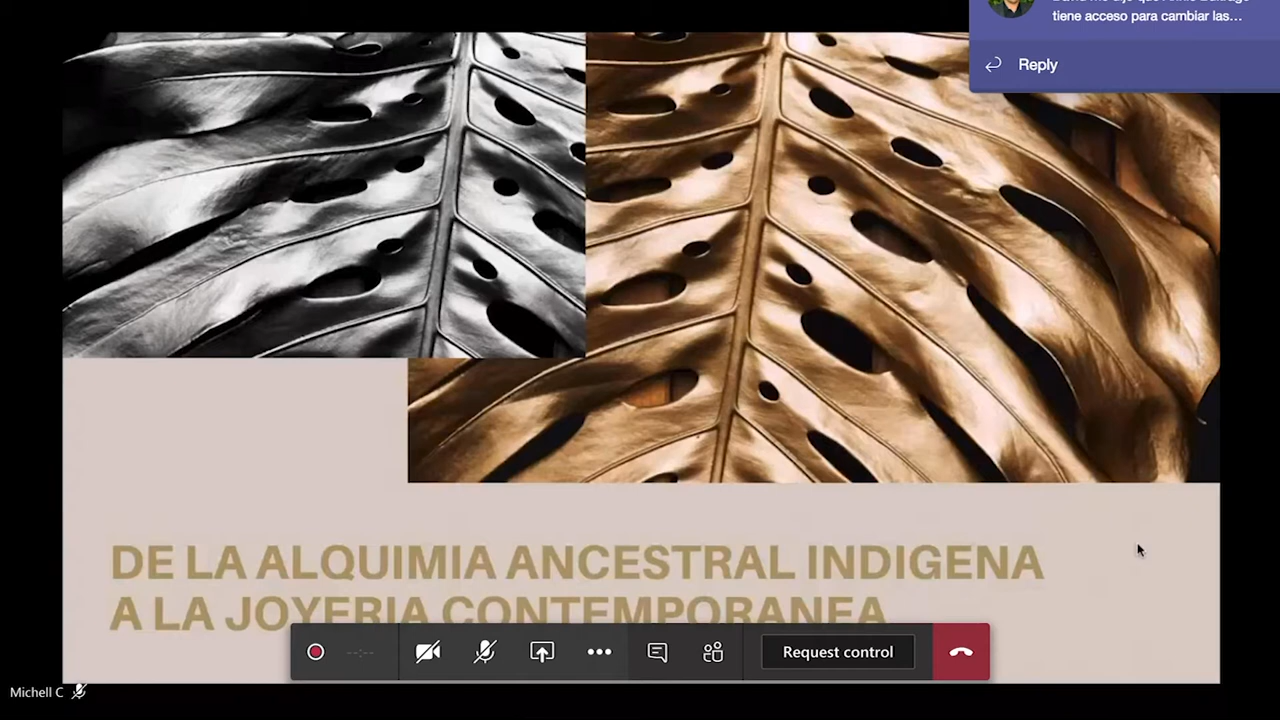 tiene acceso para cambiar las...
Reply
DE LA ALQUIMIA ANCESTRAL INDIGENA
A LA JOYERIA CONTEMPORANEA
Request control
Michell C